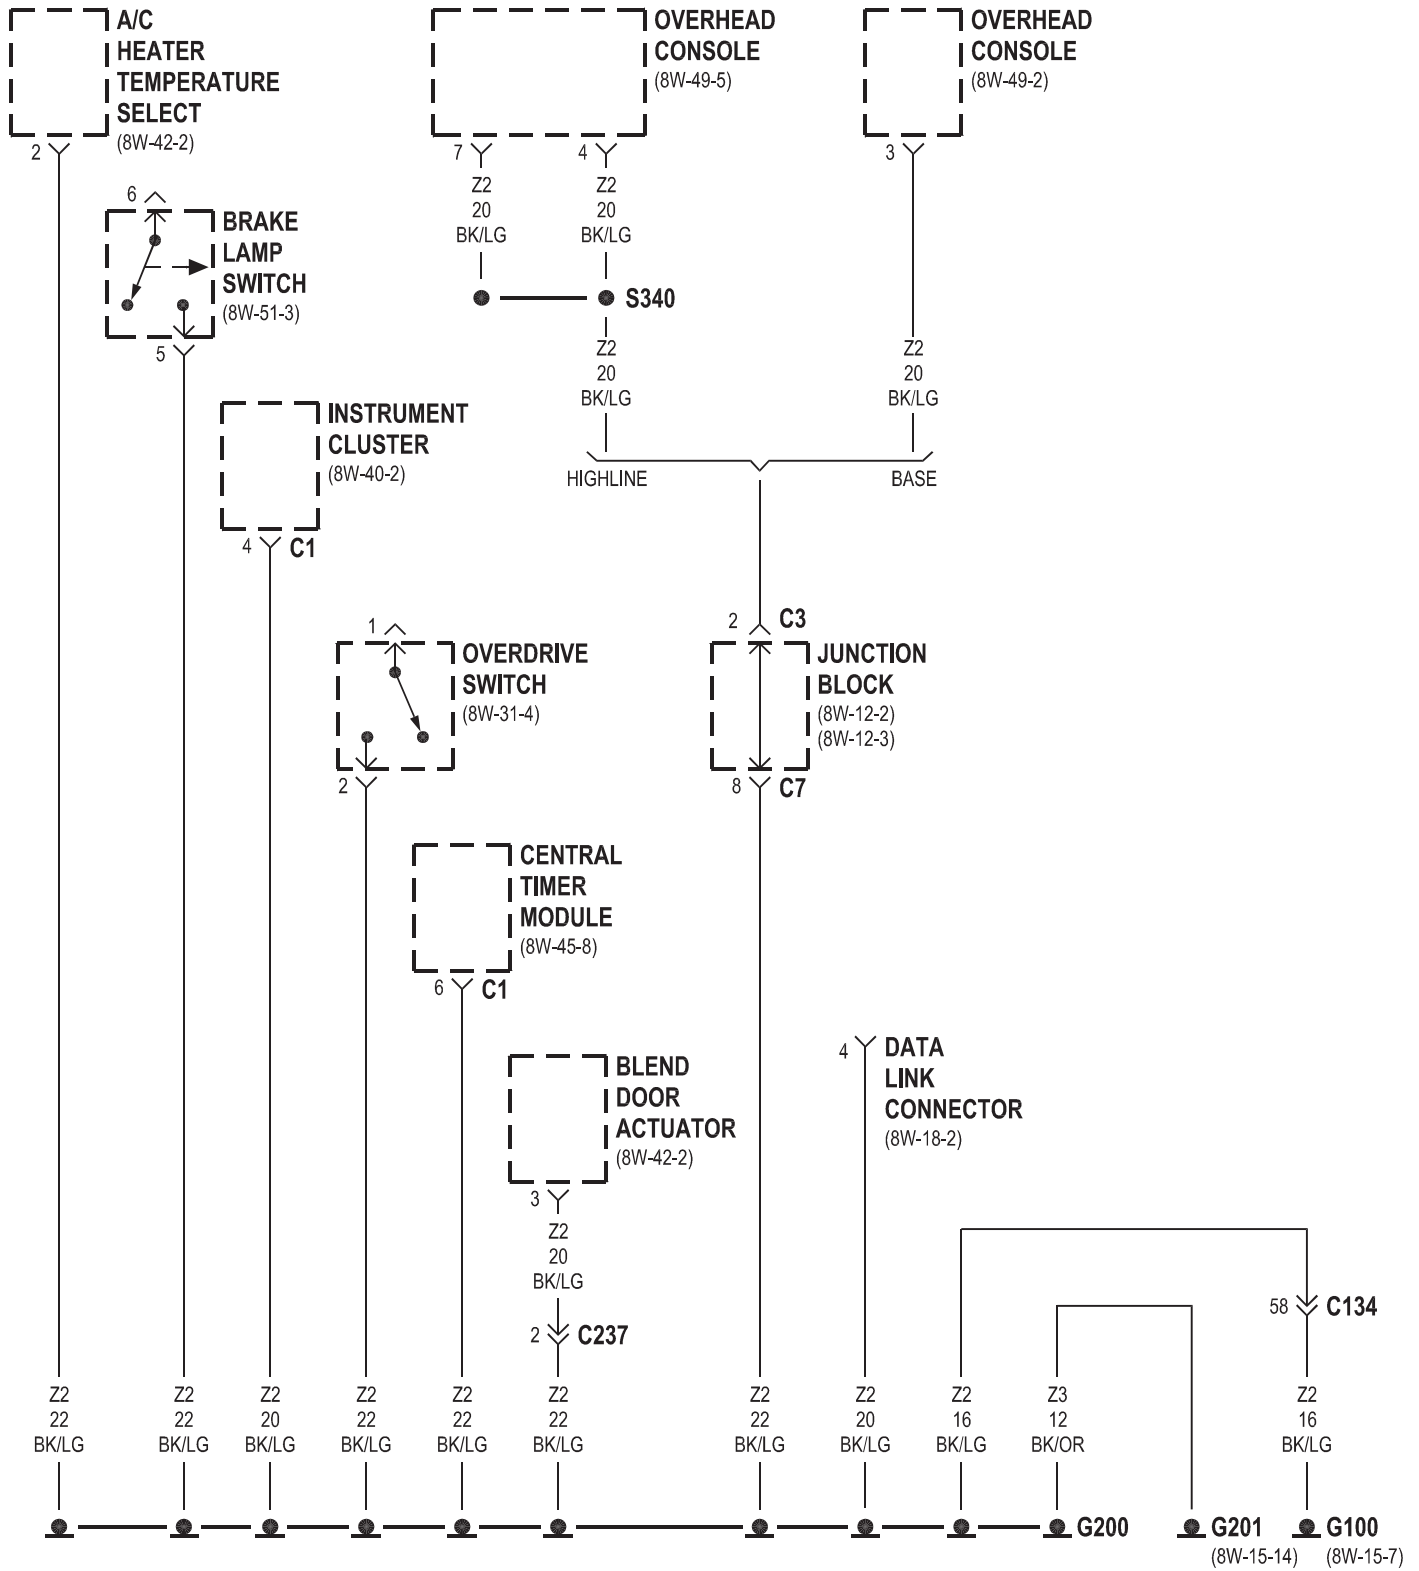 A/C
HEATER
TEMPERATURE
SELECT
(8W-42-2)
2
OVERHEAD
CONSOLE
(8W-49-5)
7
4
OVERHEAD
CONSOLE
(8W-49-2)
3
Z2
20
BK/LG
Z2
20
BK/LG
S340
6
BRAKE
LAMP
SWITCH
(8W-51-3)
5
Z2
20
BK/LG
Z2
20
BK/LG
HIGHLINE
BASE
INSTRUMENT
CLUSTER
(8W-40-2)
4 C1
1
OVERDRIVE
SWITCH
(8W-31-4)
2
2 C3
JUNCTION
BLOCK
(8W-12-2)
(8W-12-3)
8 C7
CENTRAL
TIMER
MODULE
(8W-45-8)
6 C1
BLEND
DOOR
ACTUATOR
(8W-42-2)
3
Z2
20
BK/LG
2 C237
4 DATA
LINK
CONNECTOR
(8W-18-2)
58 C134
Z2
22
BK/LG
Z2
22
BK/LG
Z2
20
BK/LG
Z2
22
BK/LG
Z2
22
BK/LG
Z2
22
BK/LG
Z2
22
BK/LG
Z2
20
BK/LG
Z2
16
BK/LG
Z3
12
BK/OR
Z2
16
BK/LG
G200
G201
(8W-15-14)
G100
(8W-15-7)